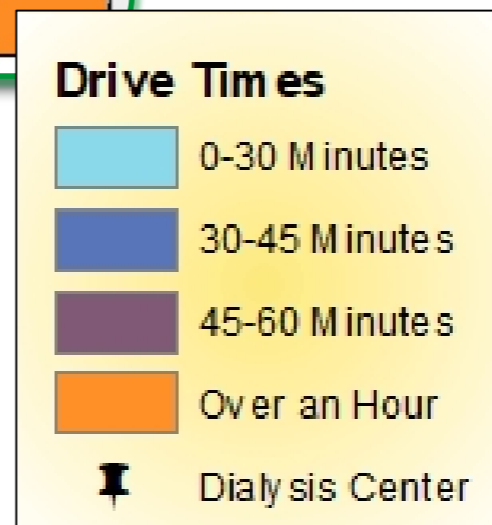 Drive Times
0-30 Minutes
30-45 Minutes
45-60 Minutes
Over an Hour
Dialysis Center